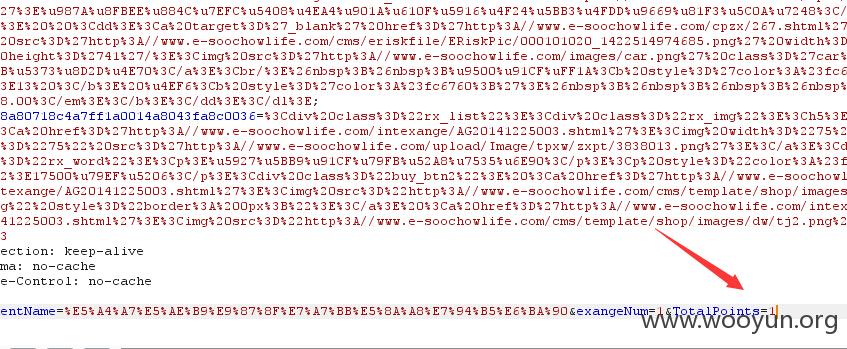 27%3E%u987A%u8FBEE%u884C%u7EFC%u5408%u4EA4%u901A%u610F%u5916%u4F24%u5BB3%u4FDD%u9669%u81F3%u5C0A%u7248%3C/
%3E%20%20%3Cdd%3E%3Ca%20target%3D%27_blank%27%20href%3D%27http%3A//www.e-soochowlife.com/cpzx/267.shtml%27
20src%3D%27http%3A//www.e-soochowlife.com/cms/eriskfile/ERiskPic/000101020_1422514974685.png%27%20width%3D
0height%3D%2741%27/%3E%3Cimg%20src%3D%27http%3A//www.e-soochowlife.com/images/car.png%27%20class%3D%27car%
B%u5373%u8D2D%u4E70%3C/a%3E%3Cbr/%3E%26nbsp%3B%26nbsp%3B%u9500%u91CF%uFF1A%3Cb%20style%3D%27color%3A%23fc6
3E13%20%3C/b%3E%20%u4EF6%3Cb%20style%3D%27color%3A%23fc6760%3B%27%3E%26nbsp%3B%26nbsp%3B%26nbsp%3B%26nbsp%
8.00%3C/em%3E%3C/b%3E%3C/dd%3E%3C/dl%3E;
8a80718c4a7ff1a0014a8043fa8c0036=%3Cdiv%20class%3D%22rx_list%22%3E%3Cdiv%20class%3D%22rx_img%22%3E%3Ch5%3E
%3Ca%20href%3D%27http%3A//www.e-soochowlife.com/intexange/AG20141225003.shtml%27%3E%3Cimg%20width%3D%2275%2
3D%2275%22%20src%3D%27http%3A//www.e-soochowlife.com/upload/Image/tpxw/zxpt/3838013.png%27%3E%3C/a%3E%3Cd
3D%22rx_word%22%3E%3Cp%3E%u5927%u5BB9%u91CF%u79FB%u52A8%u7535%u6E90%3C/p%3E%3Cp%20style%3D%22color%3A%23f
2%3E17500%u79EF%u5206%3C/p%3E%3Cdiv%20class%3D%22buy_btn2%22%3E%20%3Ca%20href%3D%27http%3A//www.e-soochowl
texange/AG20141225003.shtml%27%3E%3Cimg%20src%3D%22http%3A//www.e-soochowlife.com/cms/template/shop/images
g%22%20style%3D%22border%3A%200px%3B%22%3E%3C/a%3E%20%3Ca%20href%3D%27http%3A//www.e-soochowlife.com/intex
41225003.shtml%27%3E%3Cimg%20src%3D%22http%3A//www.e-soochowlife.com/cms/template/shop/images/dw/tj2.png%2
3
ection: keep-alive
ma: no-cache
e-Control: no-cache
entName=%E5%A4%A7%E5%AE%B9%E9%87%8F%E7%A7%BB%E5%8A%A8%E7%94%B5%E6%BA%90&exangeNum=1&TotalPoints=1
www.wooyun.org